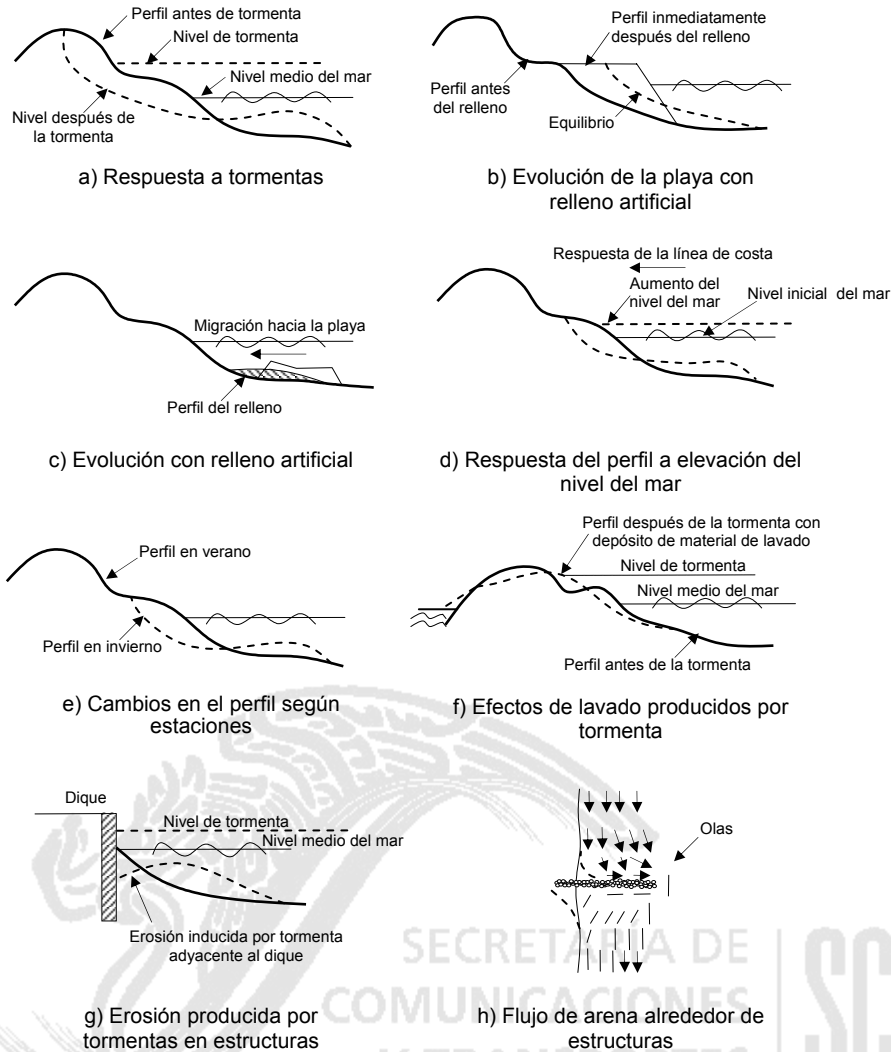 Perfil antes de tormenta
Nivel de tormenta
Nivel medio del mar
Nivel después de
la tormenta
a) Respuesta a tormentas
Perfil inmediatamente
después del relleno
Perfil antes
del relleno
Equilibrio
b) Evolución de la playa con
relleno artificial
Migración hacia la playa
Perfil del relleno
c) Evolución con relleno artificial
Respuesta de la línea de costa
Aumento del
nivel del mar
Nivel inicial del mar
d) Respuesta del perfil a elevación del
nivel del mar
Perfil en verano
Perfil en invierno
e) Cambios en el perfil según
estaciones
Perfil después de la tormenta con
depósito de material de lavado
Nivel de tormenta
Nivel medio del mar
Perfil antes de la tormenta
f) Efectos de lavado producidos por
tormenta
Dique
Nivel de tormenta
Nivel medio del mar
Erosión inducida por tormenta
adyacente al dique
g) Erosión producida por
tormentas en estructuras
Olas
h) Flujo de arena alrededor de
estructuras
SECRETARÍA DE
COMUNICACIONES
Y TRANSPORTES
SC